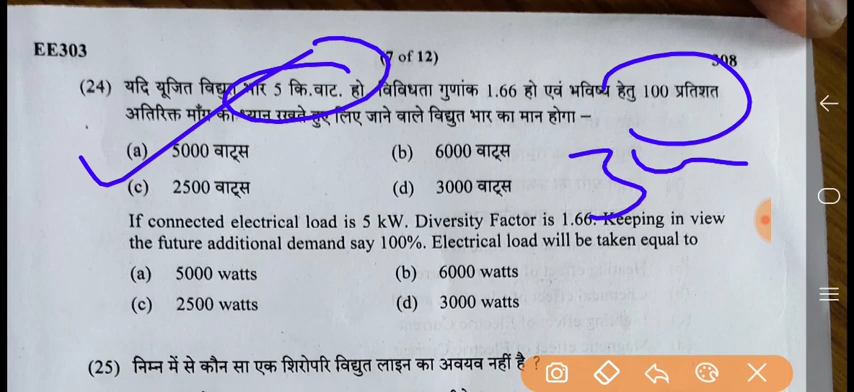 EE303 (7 of 12) 308
(24) यदि यूजित विद्युत भार 5 कि.वाट. हो विविधता गुणांक 1.66 हो एवं भविष्य हेतु 100 प्रतिशत
अतिरिक्त माँग को ध्यान रखते हुए लिए जाने वाले विद्युत भार का मान होगा –
(a) 5000 वाट्स (b) 6000 वाट्स
(c) 2500 वाट्स (d) 3000 वाट्स
If connected electrical load is 5 kW. Diversity Factor is 1.66. Keeping in view
the future additional demand say 100%. Electrical load will be taken equal to
(a) 5000 watts (b) 6000 watts
(c) 2500 watts (d) 3000 watts
(25) निम्न में से कौन सा एक शिरोपरि विद्युत लाइन का अवयव नहीं है ?